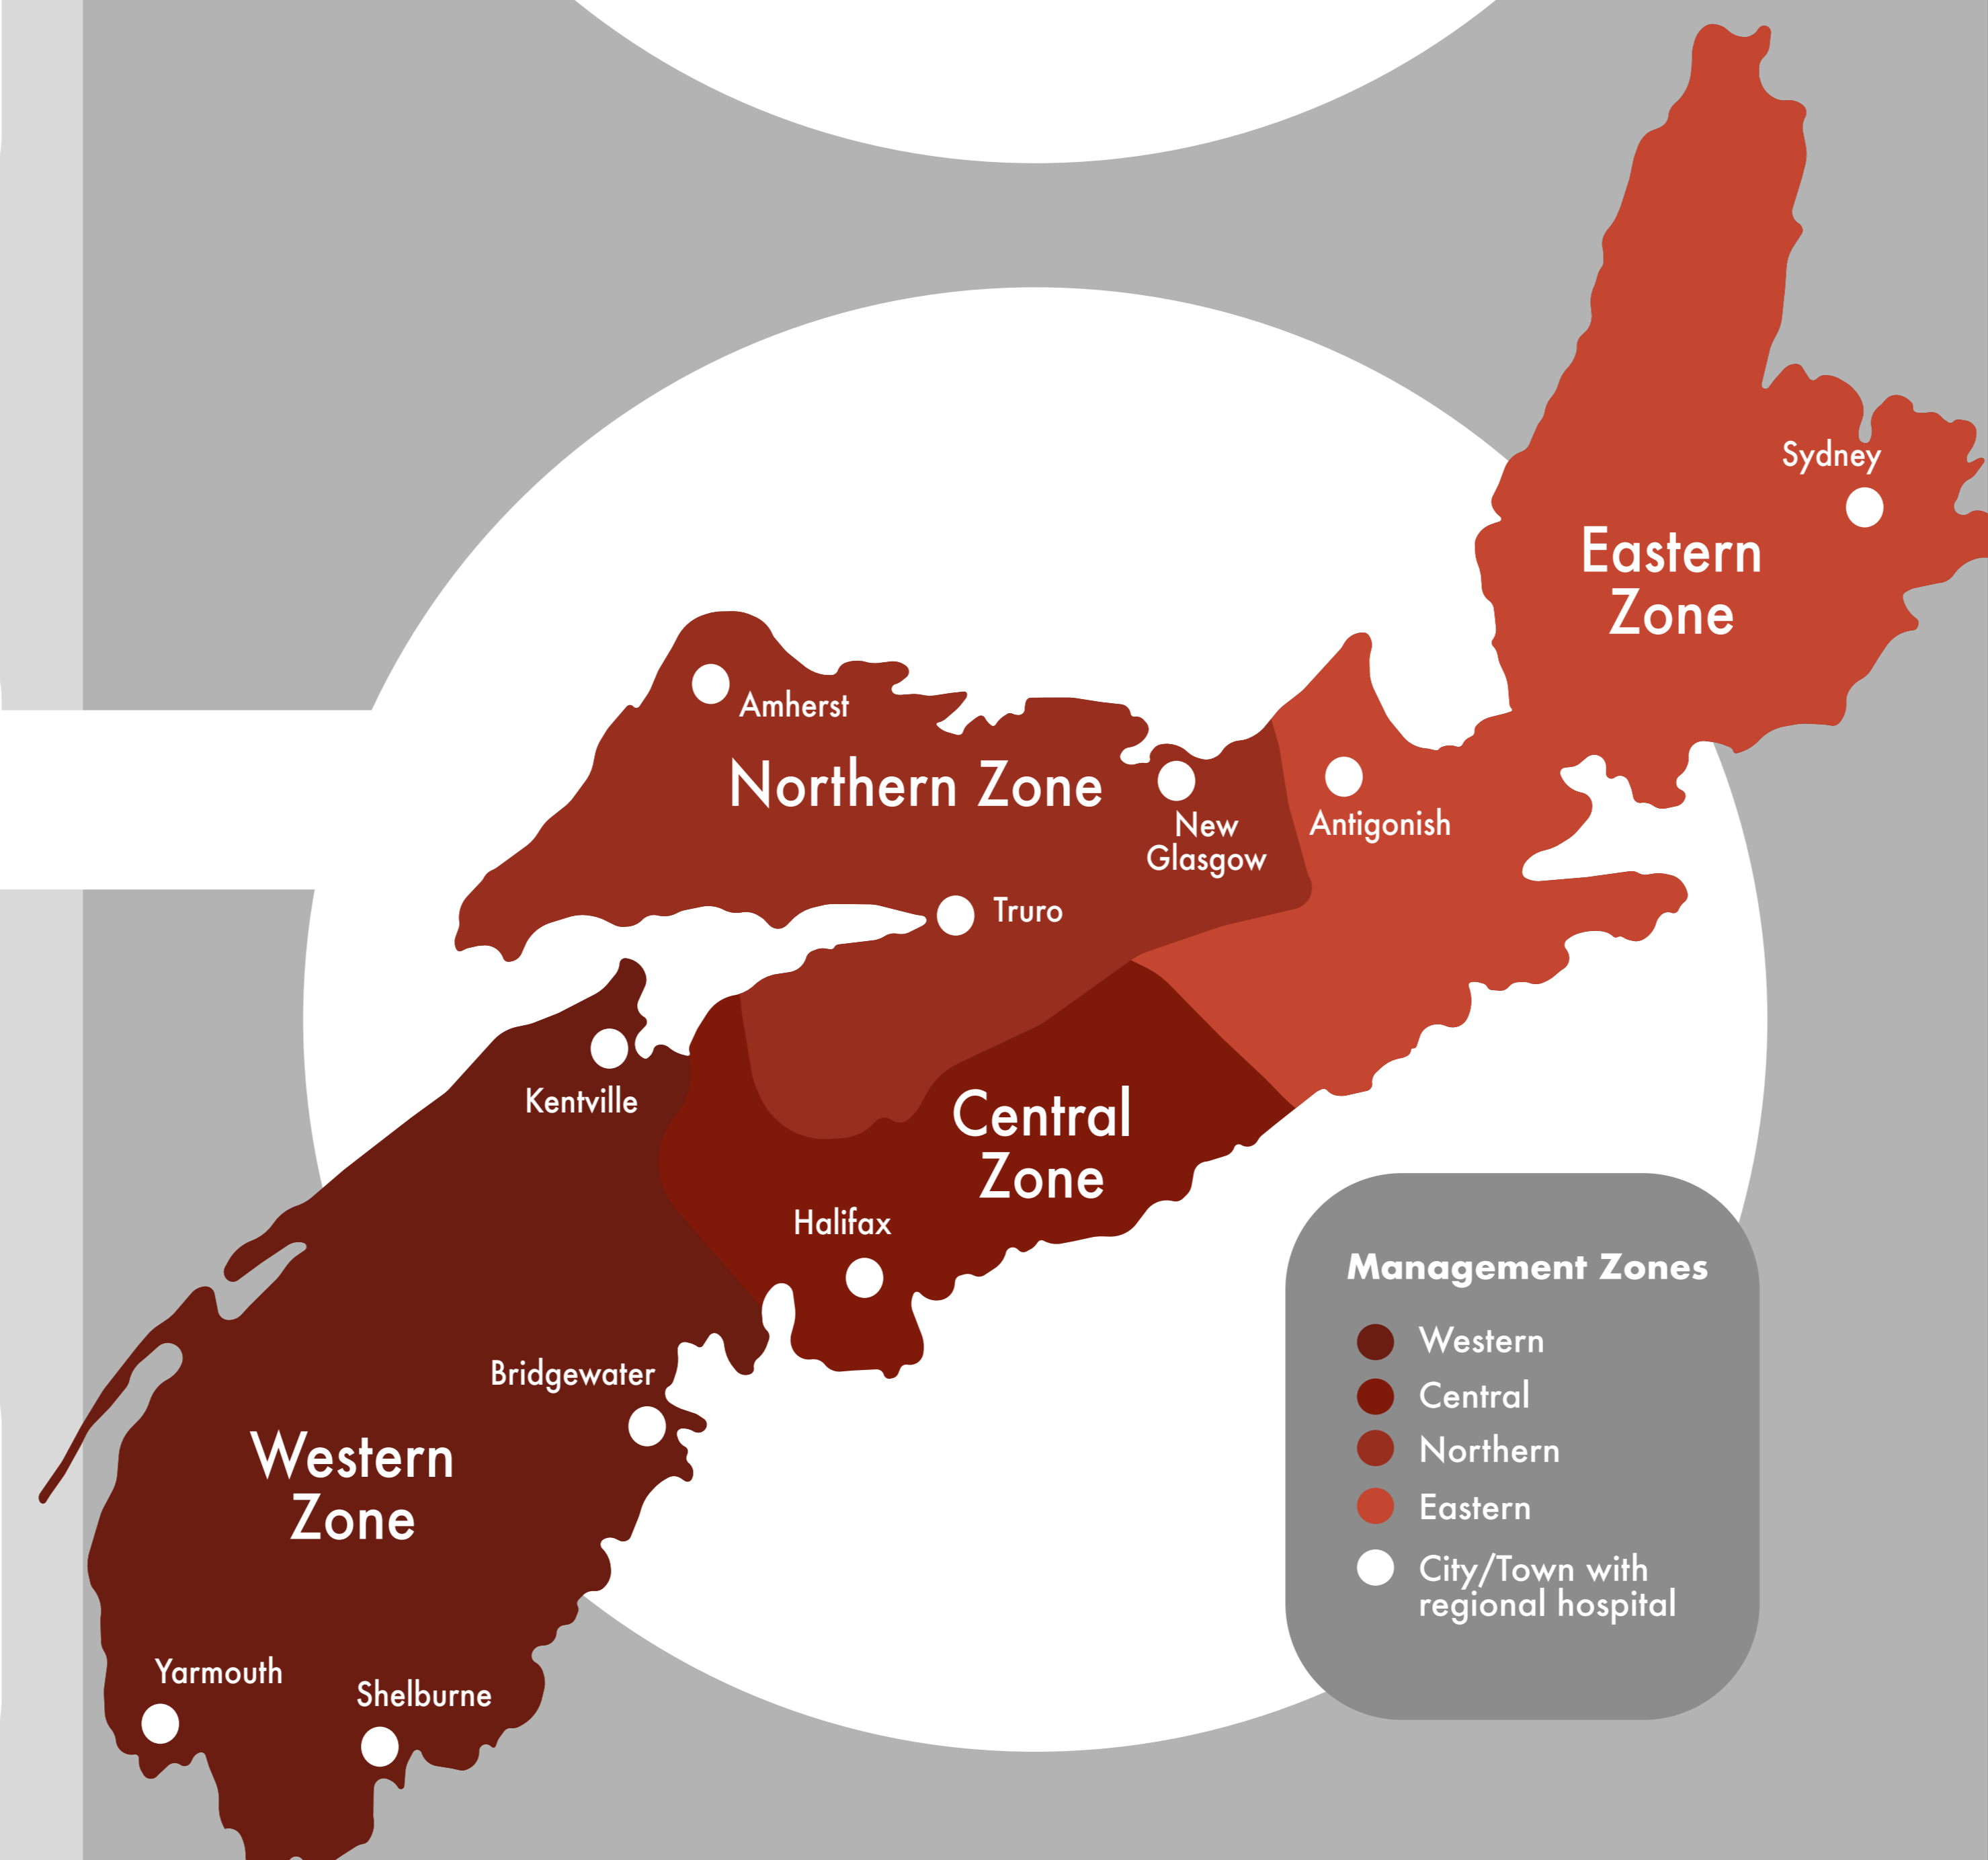 Sydney
Eastern
Zone
Amherst
Northern Zone
New
Glasgow
Antigonish
Truro
Kentville
Central
Zone
Halifax
Bridgewater
Western
Zone
Yarmouth
Shelburne
Management Zones
Western
Central
Northern
Eastern
City/Town with
regional hospital